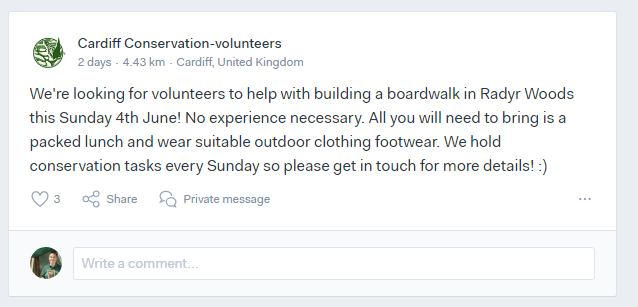 Cardiff Conservation-volunteers
2 days · 4.43 km · Cardiff, United Kingdom
We're looking for volunteers to help with building a boardwalk in Radyr Woods
this Sunday 4th June! No experience necessary. All you will need to bring is a
packed lunch and wear suitable outdoor clothing footwear. We hold
conservation tasks every Sunday so please get in touch for more details! :)
3 Share Private message
Write a comment...